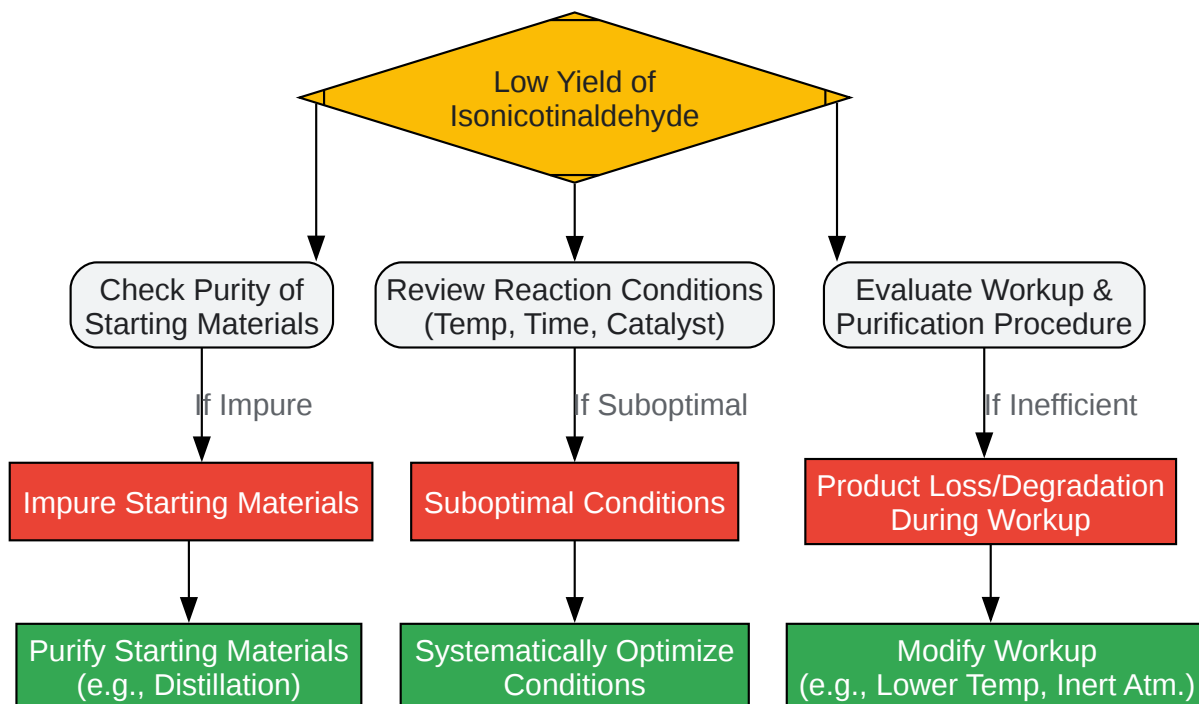 Low Yield of
Isonicotinaldehyde
Check Purity of
Starting Materials
Review Reaction Conditions
(Temp, Time, Catalyst)
Evaluate Workup &
Purification Procedure
If Impure
If Suboptimal
If Inefficient
Impure Starting Materials
Suboptimal Conditions
Product Loss/Degradation
During Workup
Purify Starting Materials
(e.g., Distillation)
Systematically Optimize
Conditions
Modify Workup
(e.g., Lower Temp, Inert Atm.)